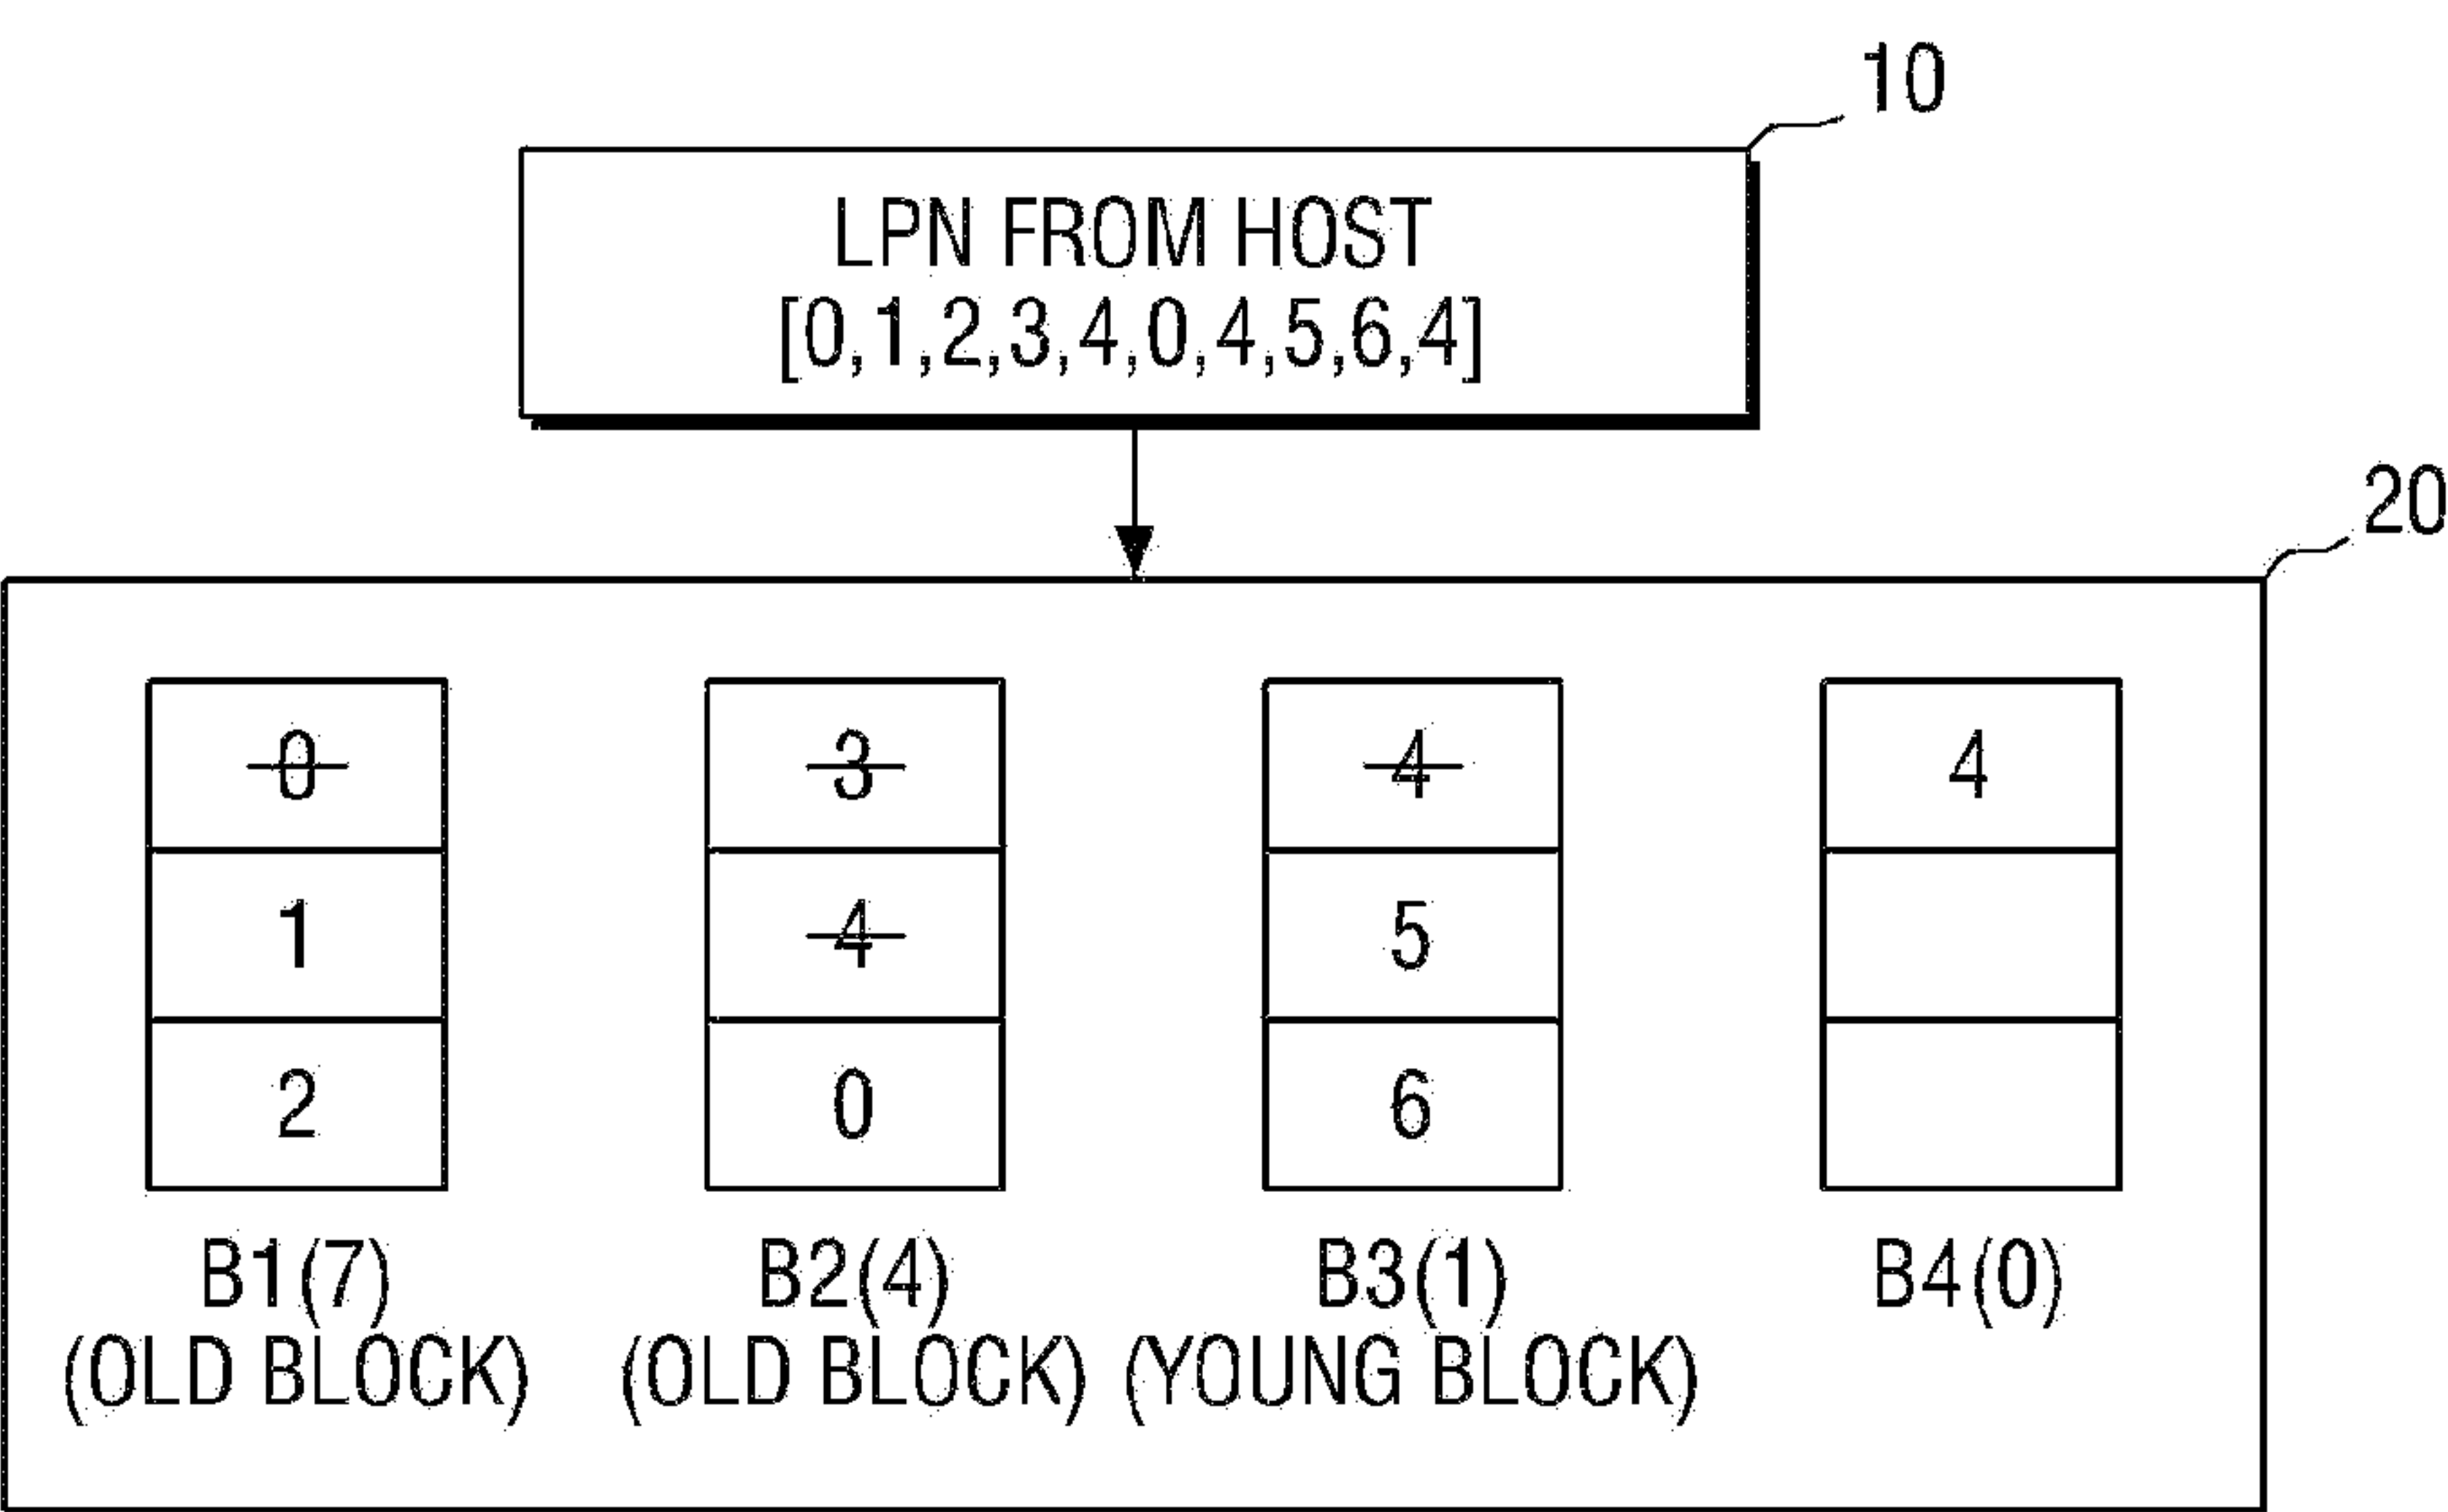 10
LPN FROM HOST
[0,1,2,3,4,0,4,5,6,4]
20
0 3 4 4
1 4 5
2 0 6
B1(7) B2(4) B3(1) B4(0)
(OLD BLOCK) (OLD BLOCK) (YOUNG BLOCK)